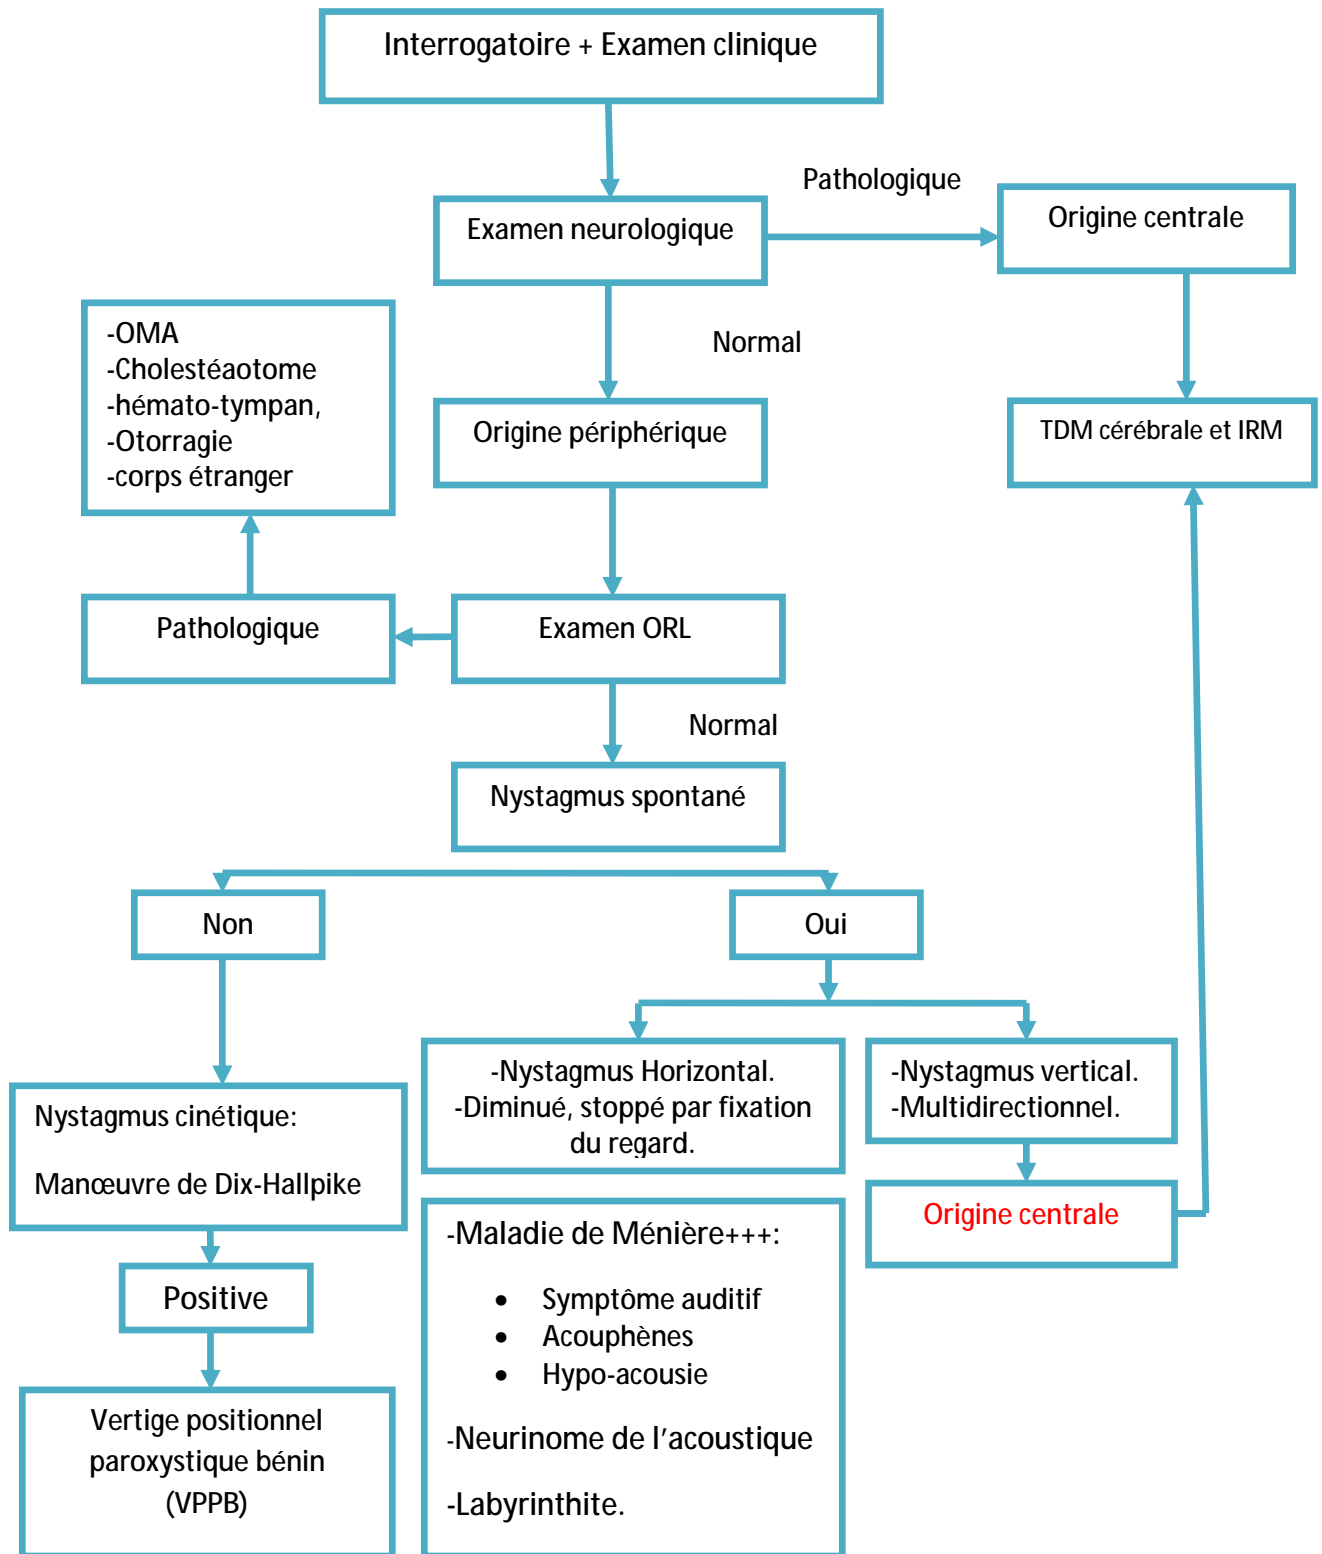 Interrogatoire + Examen clinique
Pathologique
Examen neurologique
Origine centrale
-OMA
-Cholestéaotome
-hémato-tympan,
-Otorragie
-corps étranger
Normal
Origine périphérique
TDM cérébrale et IRM
Pathologique
Examen ORL
Normal
Nystagmus spontané
Non
Oui
-Nystagmus Horizontal.
-Diminué, stoppé par fixation
du regard.
-Nystagmus vertical.
-Multidirectionnel.
Nystagmus cinétique:
Manœuvre de Dix-Hallpike
Origine centrale
-Maladie de Ménière+++:
• Symptôme auditif
• Acouphènes
• Hypo-acousie
-Neurinome de l’acoustique
-Labyrinthite.
Positive
Vertige positionnel
paroxystique bénin
(VPPB)